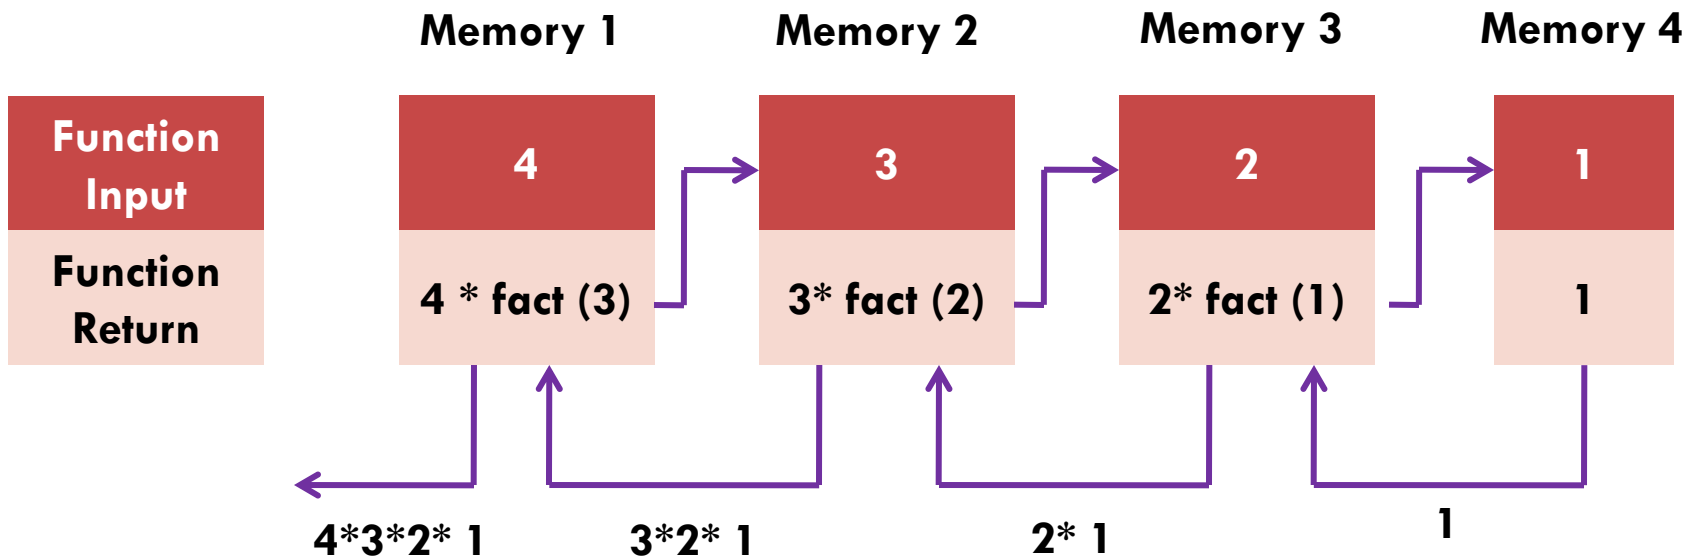 Memory 1 Memory 2 Memory 3 Memory 4
Function
Input
4 3 2 1
Function
Return
4 * fact (3) 3* fact (2) 2* fact (1) 1
4*3*2* 1 3*2* 1 2* 1 1